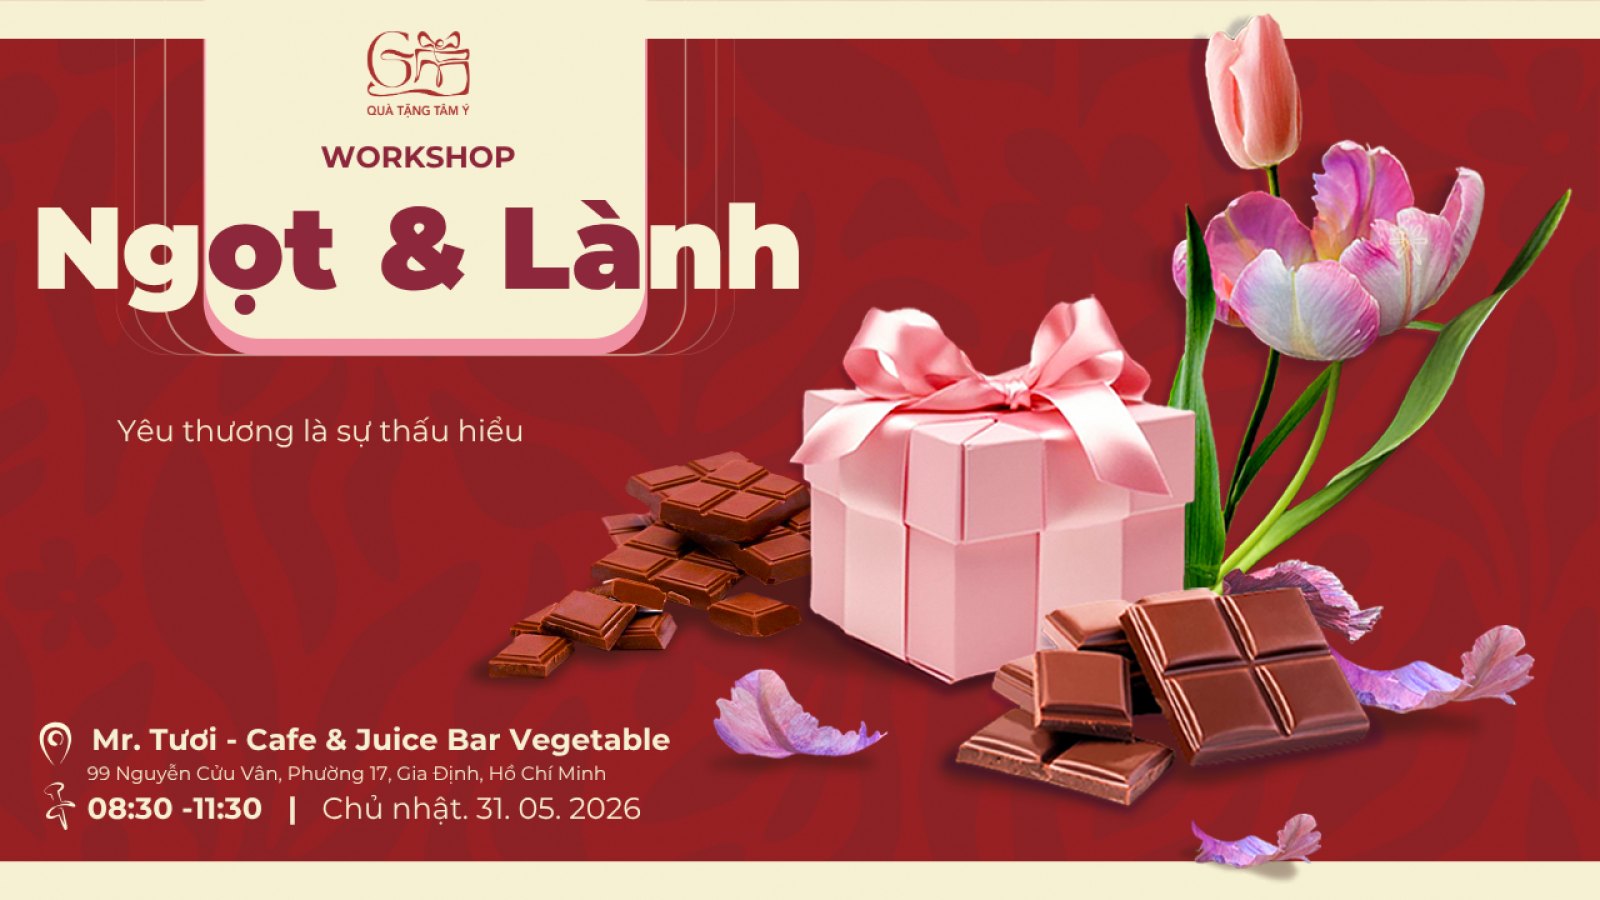 QUÀ TẶNG TÂM Ý
WORKSHOP
Ngọt & Lành
Yêu thương là sự thấu hiểu
Mr. Tươi - Cafe & Juice Bar Vegetable
99 Nguyễn Cửu Vân, Phường 17, Gia Định, Hồ Chí Minh
08:30 -11:30 | Chủ nhật. 31. 05. 2026